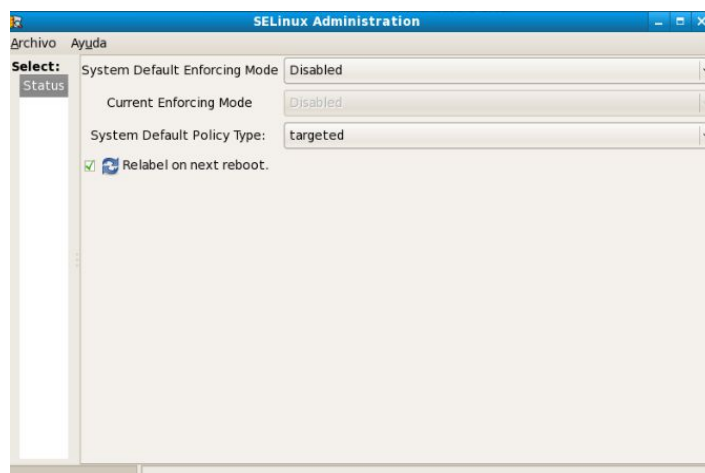 SELinux Administration
Archivo Ayuda
Select:
Status
System Default Enforcing Mode Disabled
Current Enforcing Mode Disabled
System Default Policy Type: targeted
Relabel on next reboot.